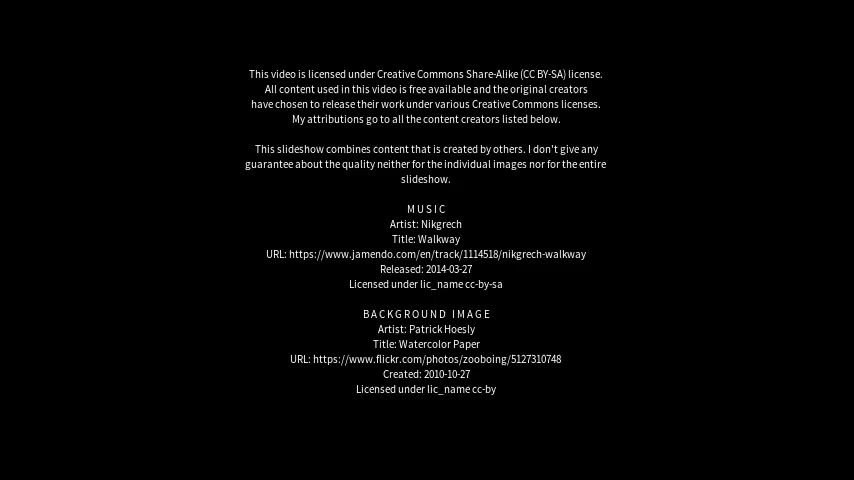 This video is licensed under Creative Commons Share-Alike (CC BY-SA) license.
All content used in this video is free available and the original creators
have chosen to release their work under various Creative Commons licenses.
My attributions go to all the content creators listed below.
This slideshow combines content that is created by others. I don't give any
guarantee about the quality neither for the individual images nor for the entire
slideshow.
MUSIC
Artist: Nikgrech
Title: Walkway
URL: https://www.jamendo.com/en/track/1114518/nikgrech-walkway
Released: 2014-03-27
Licensed under lic_name cc-by-sa
BACKGROUND IMAGE
Artist: Patrick Hoesly
Title: Watercolor Paper
URL: https://www.flickr.com/photos/zooboing/5127310748
Created: 2010-10-27
Licensed under lic_name cc-by